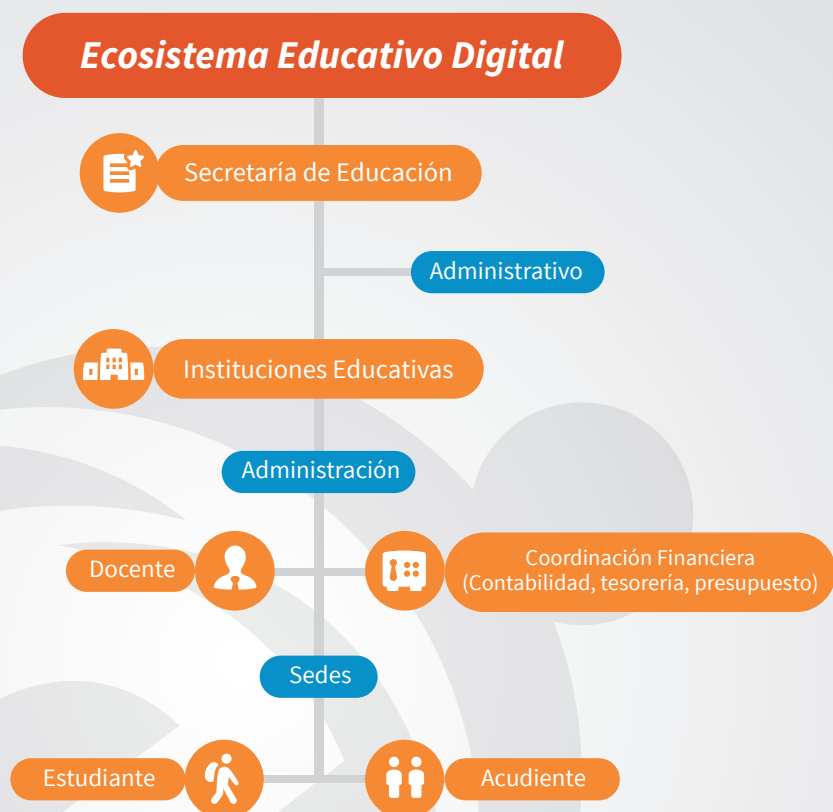 Ecosistema Educativo Digital
Secretaría de Educación
Administrativo
Instituciones Educativas
Administración
Docente
Coordinación Financiera
(Contabilidad, tesorería, presupuesto)
Sedes
Estudiante
Acudiente